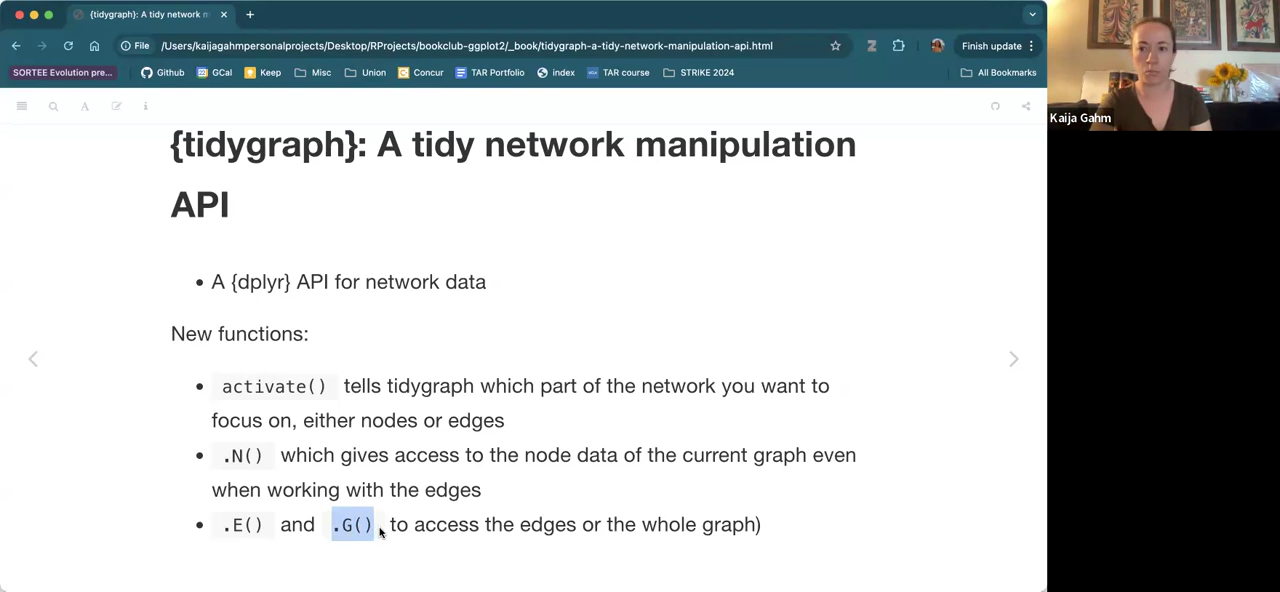 {tidygraph}: A tidy network m
File
/Users/kaijagahmpersonalprojects/Desktop/RProjects/bookclub-ggplot2/_book/tidygraph-a-tidy-network-manipulation-api.html
Finish update
SORTEE Evolution pre...
Github
GCal
Keep
Misc
Union
Concur
TAR Portfolio
index
TAR course
STRIKE 2024
All Bookmarks
Kaija Gahm
{tidygraph}: A tidy network manipulation
API
• A {dplyr} API for network data
New functions:
• activate() tells tidygraph which part of the network you want to
focus on, either nodes or edges
• .N() which gives access to the node data of the current graph even
when working with the edges
• .E() and .G() to access the edges or the whole graph)